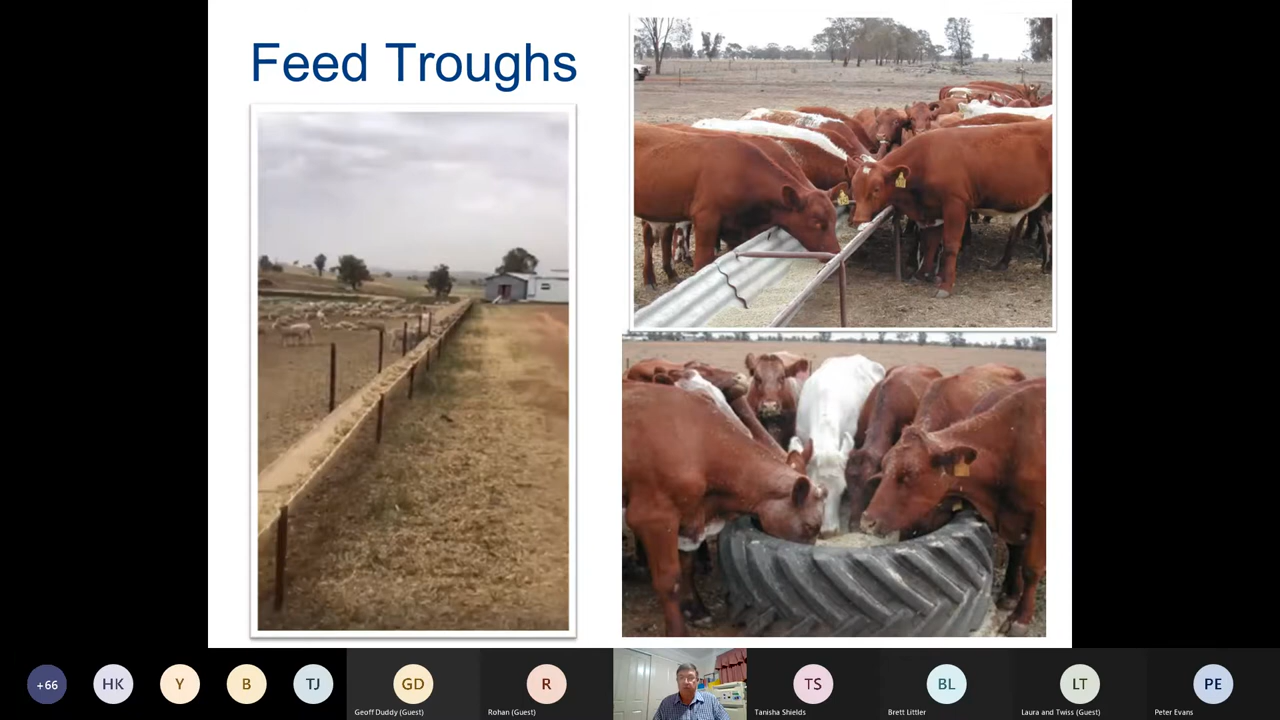 Feed Troughs
+66
HK
Y
B
TJ
GD
Geoff Duddy (Guest)
R
Rohan (Guest)
TS
Tanisha Shields
BL
Brett Littler
LT
Laura and Twiss (Guest)
PE
Peter Evans